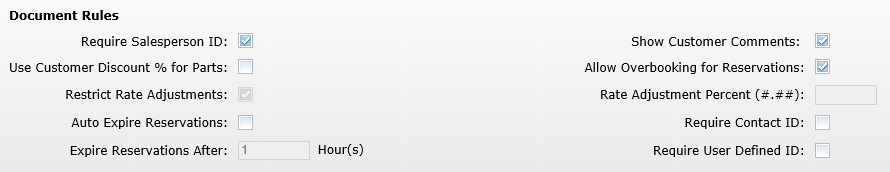 Document Rules
Require Salesperson ID:
Show Customer Comments:
Use Customer Discount % for Parts:
Allow Overbooking for Reservations:
Restrict Rate Adjustments:
Rate Adjustment Percent (#.##):
Auto Expire Reservations:
Require Contact ID:
Expire Reservations After: 1 Hour(s)
Require User Defined ID: